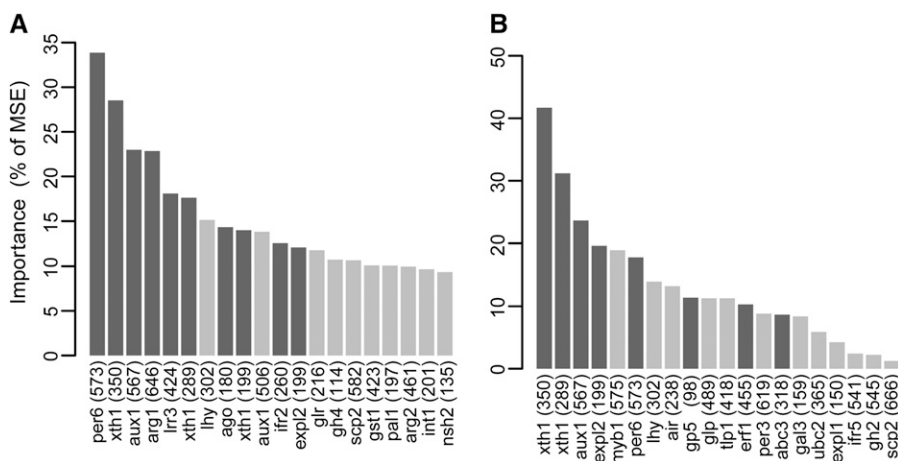 A
Importance (% of MSE)
35
30
25
20
15
10
5
0
per6 (573)
xth1 (350)
aux1 (567)
arg1 (646)
lrr3 (424)
xth1 (289)
lhy (302)
ago (180)
xth1 (199)
aux1 (506)
ifr2 (260)
expl2 (199)
glr (216)
gh4 (114)
scp2 (582)
gst1 (423)
pal1 (197)
arg2 (461)
int1 (201)
nsh2 (135)
B
50
40
30
20
10
0
xth1 (350)
xth1 (289)
aux1 (567)
expl2 (199)
myb1 (575)
per6 (573)
lhy (302)
air (238)
gp5 (98)
glp (489)
tlp1 (418)
erf1 (455)
per3 (619)
abc3 (318)
gal3 (159)
ubc2 (365)
expl1 (150)
ifr5 (541)
gh2 (545)
scp2 (666)